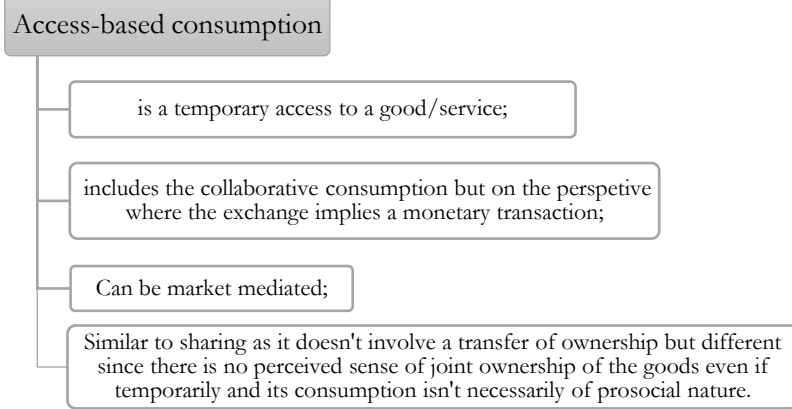 Access-based consumption
is a temporary access to a good/service;
includes the collaborative consumption but on the perspetive
where the exchange implies a monetary transaction;
Can be market mediated;
Similar to sharing as it doesn't involve a transfer of ownership but different
since there is no perceived sense of joint ownership of the goods even if
temporarily and its consumption isn't necessarily of prosocial nature.